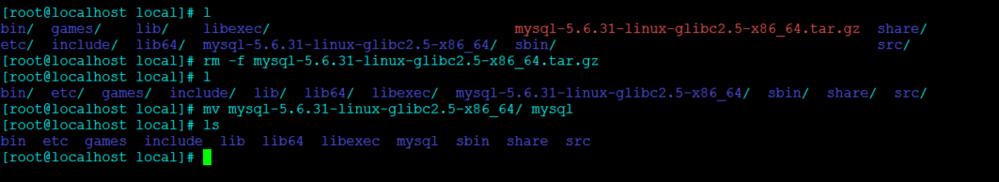 [root@localhost local]# l
bin/  games/    lib/    libexec/                             mysql-5.6.31-linux-glibc2.5-x86_64.tar.gz  share/
etc/  include/  lib64/  mysql-5.6.31-linux-glibc2.5-x86_64/  sbin/                                      src/
[root@localhost local]# rm -f mysql-5.6.31-linux-glibc2.5-x86_64.tar.gz
[root@localhost local]# l
bin/  etc/  games/  include/  lib/  lib64/  libexec/  mysql-5.6.31-linux-glibc2.5-x86_64/  sbin/  share/  src/
[root@localhost local]# mv mysql-5.6.31-linux-glibc2.5-x86_64/ mysql
[root@localhost local]# ls
bin  etc  games  include  lib  lib64  libexec  mysql  sbin  share  src
[root@localhost local]#